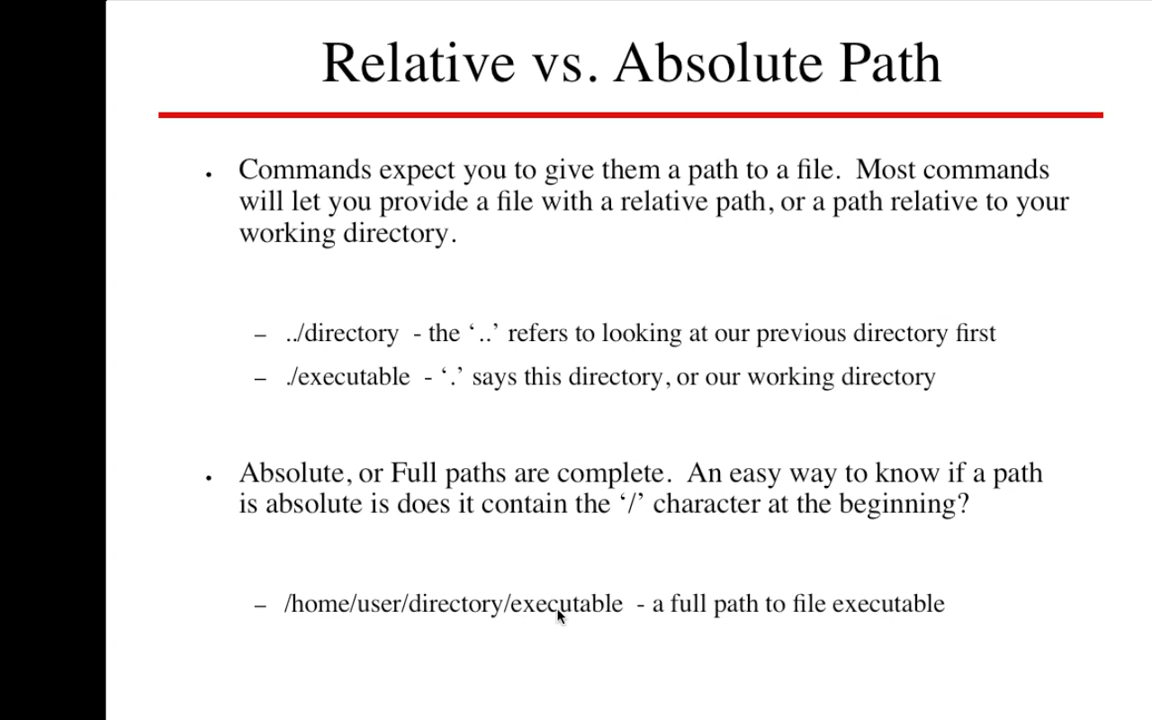 Relative vs. Absolute Path
• Commands expect you to give them a path to a file. Most commands
will let you provide a file with a relative path, or a path relative to your
working directory.
– ../directory - the ‘..’ refers to looking at our previous directory first
– ./executable - ‘.’ says this directory, or our working directory
• Absolute, or Full paths are complete. An easy way to know if a path
is absolute is does it contain the ‘/’ character at the beginning?
– /home/user/directory/executable - a full path to file executable